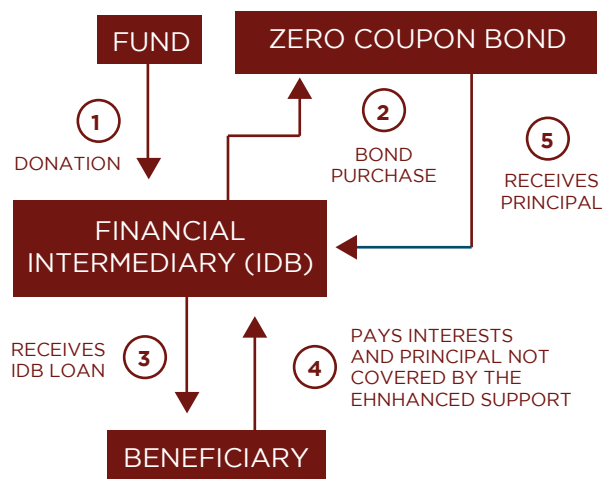 FUND
ZERO COUPON BOND
1
DONATION
2
BOND
PURCHASE
5
RECEIVES
PRINCIPAL
FINANCIAL
INTERMEDIARY (IDB)
RECEIVES
IDB LOAN
3
4
PAYS INTERESTS
AND PRINCIPAL NOT
COVERED BY THE
EHNHANCED SUPPORT
BENEFICIARY